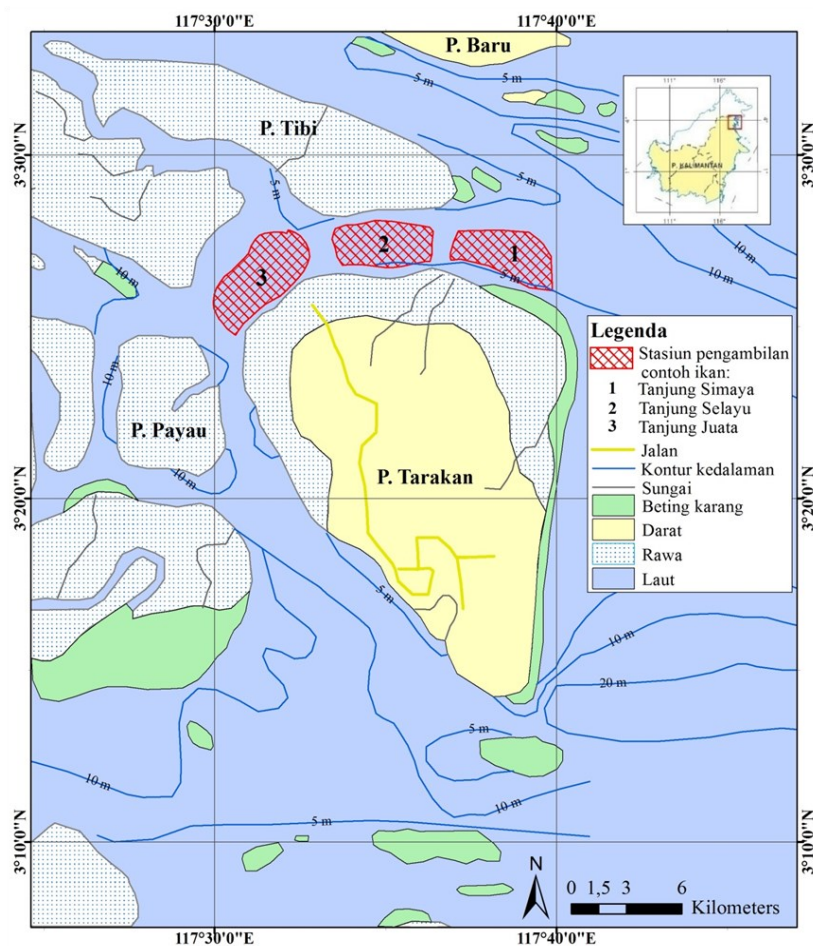 117°30'0"E
117°40'0"E
P. Baru
5 m
5 m
P. Tibi
5 m
5 m
111°
P. KALIMANTAN
111°
3°30'0"N
3°30'0"N
10 m
10 m
10 m
2
1
3
5 m
10 m
P. Payau
10 m
P. Tarakan
Legenda
Stasiun pengambilan
contoh ikan:
1 Tanjung Simaya
2 Tanjung Selayu
3 Tanjung Juata
Jalan
Kontur kedalaman
Sungai
Beting karang
Darat
Rawa
Laut
3°20'0"N
3°20'0"N
5 m
10 m
20 m
5 m
10 m
10 m
5 m
3°10'0"N
3°10'0"N
N
0 1,5 3 6
Kilometers
117°30'0"E
117°40'0"E